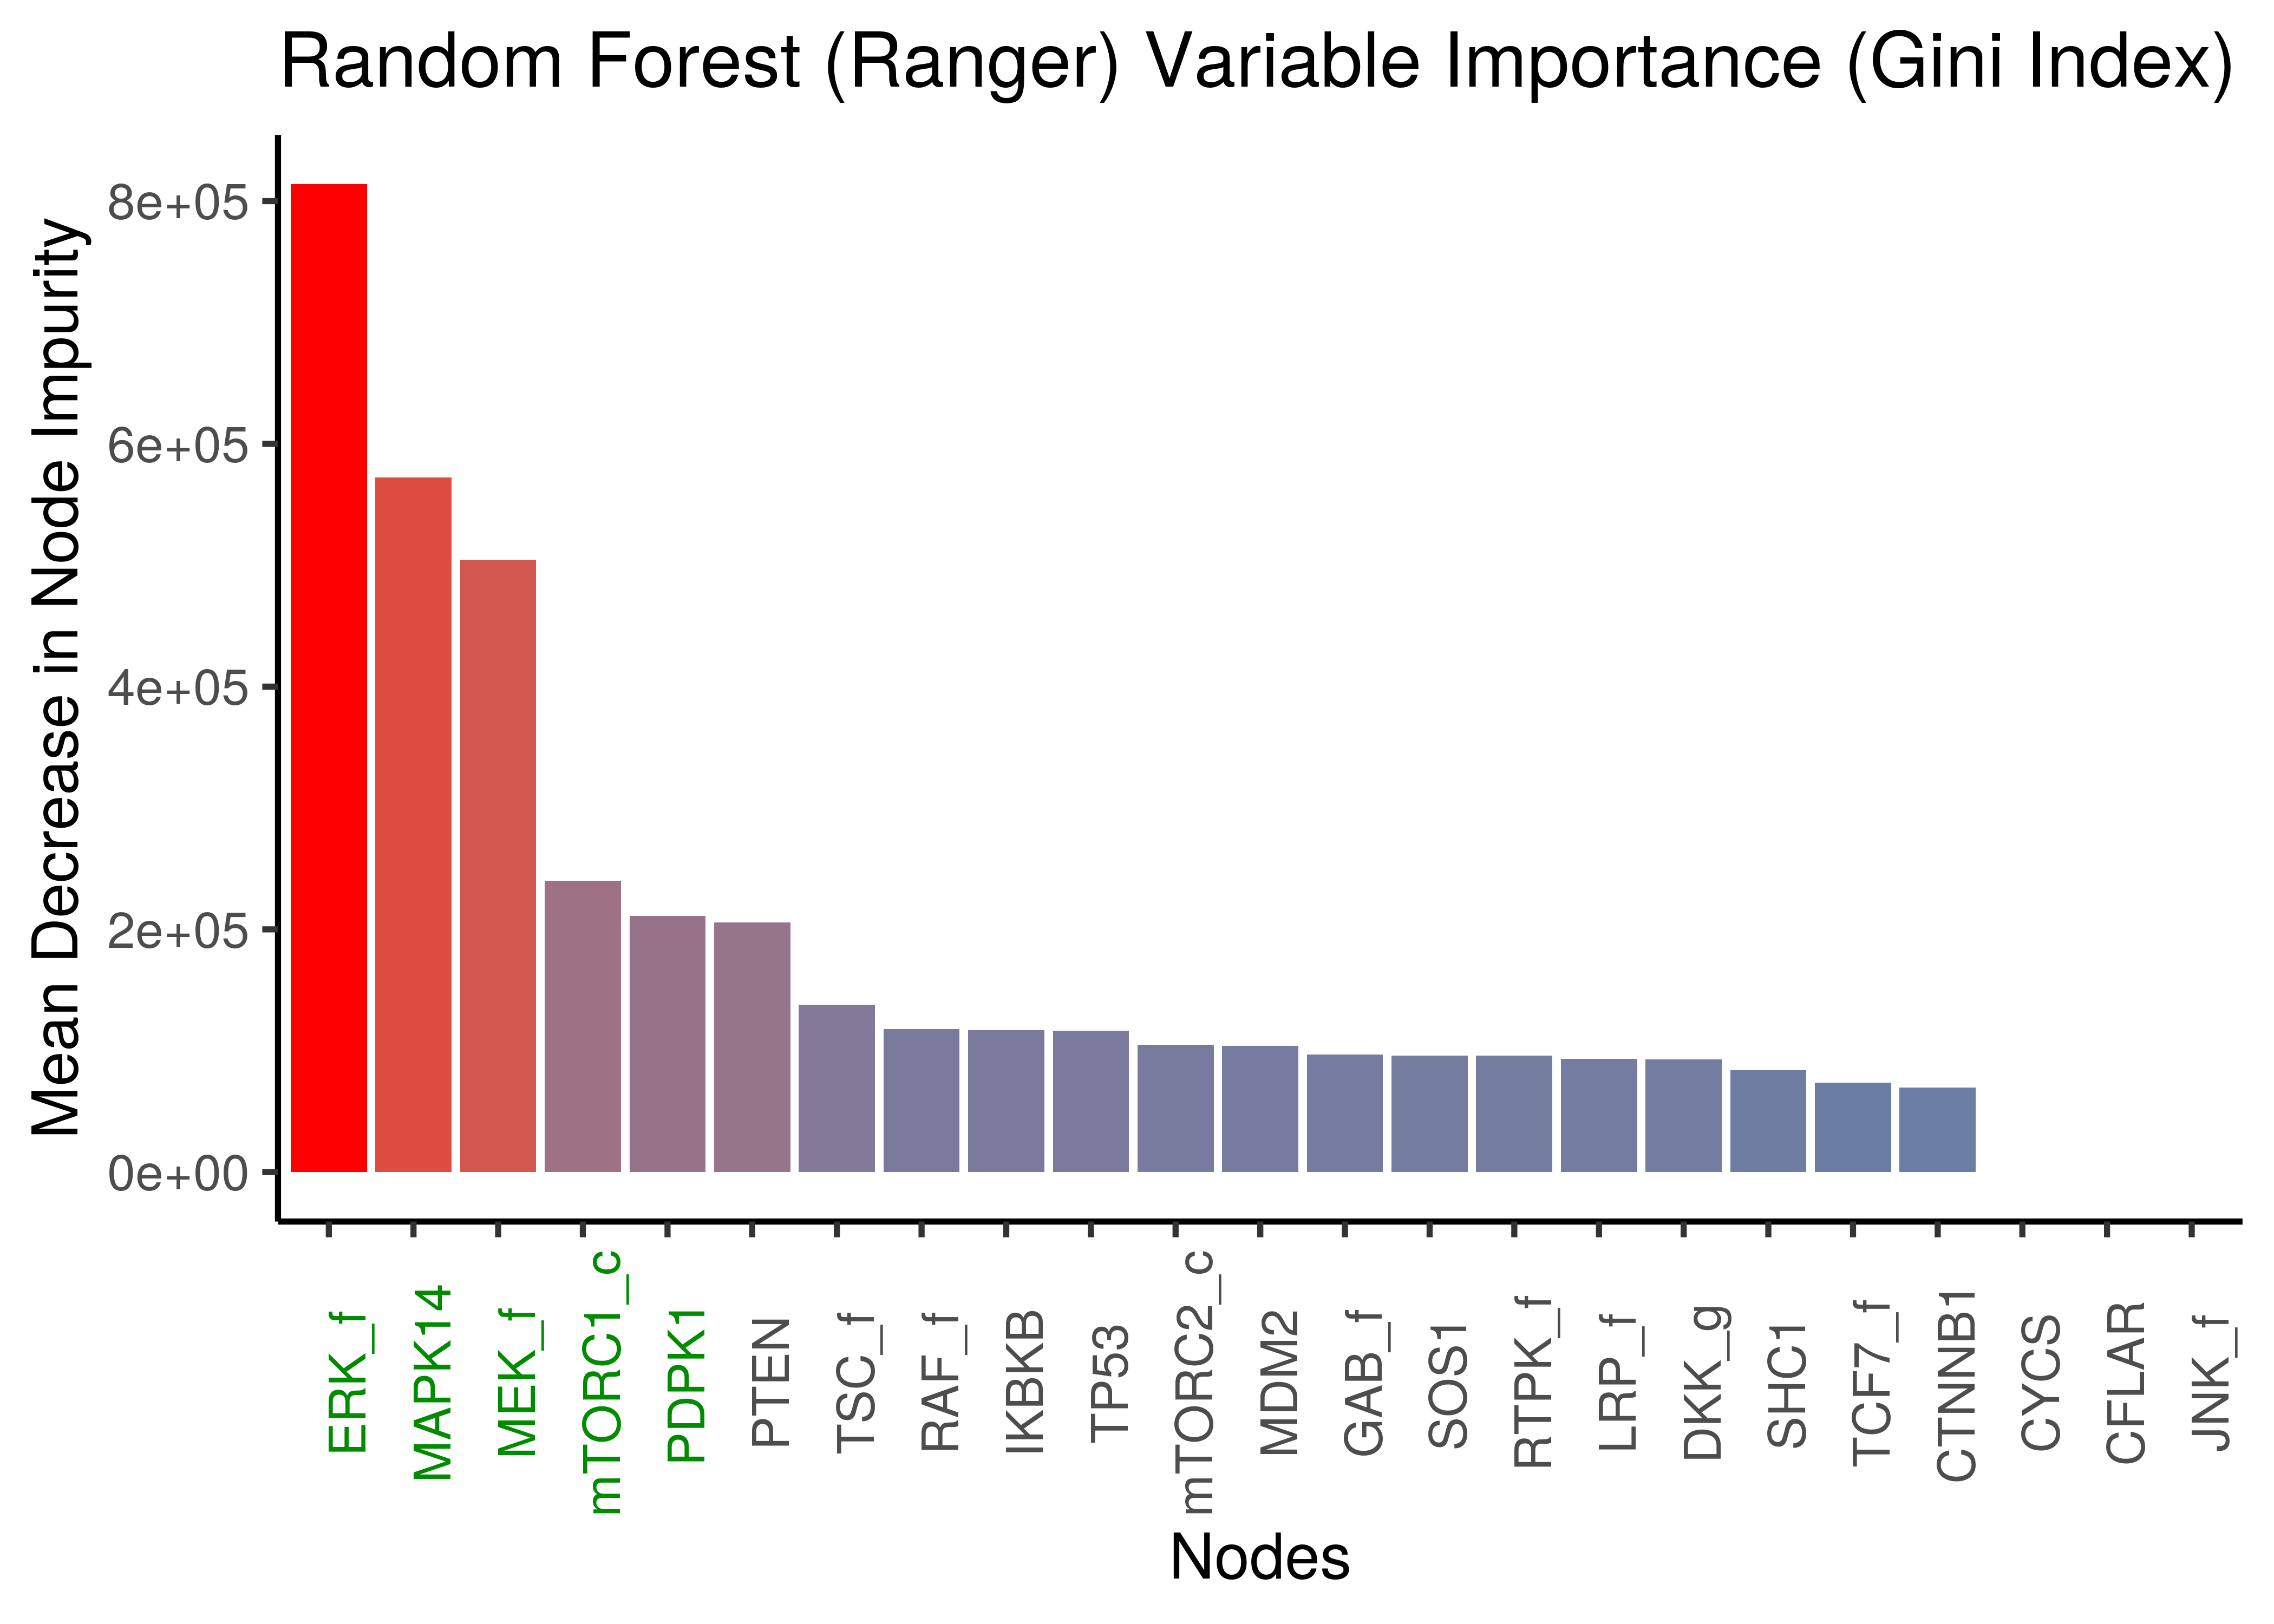 Random Forest (Ranger) Variable Importance (Gini Index)
Mean Decrease in Node Impurity
8e+05
6e+05
4e+05
2e+05
0e+00
ERK_f
MAPK14
MEK_f
mTORC1_c
PDPK1
PTEN
TSC_f
RAF_f
IKBKB
TP53
mTORC2_c
MDM2
GAB_f
SOS1
RTPK_f
LRP_f
DKK_g
SHC1
TCF7_f
CTNNB1
CYCS
CFLAR
JNK_f
Nodes